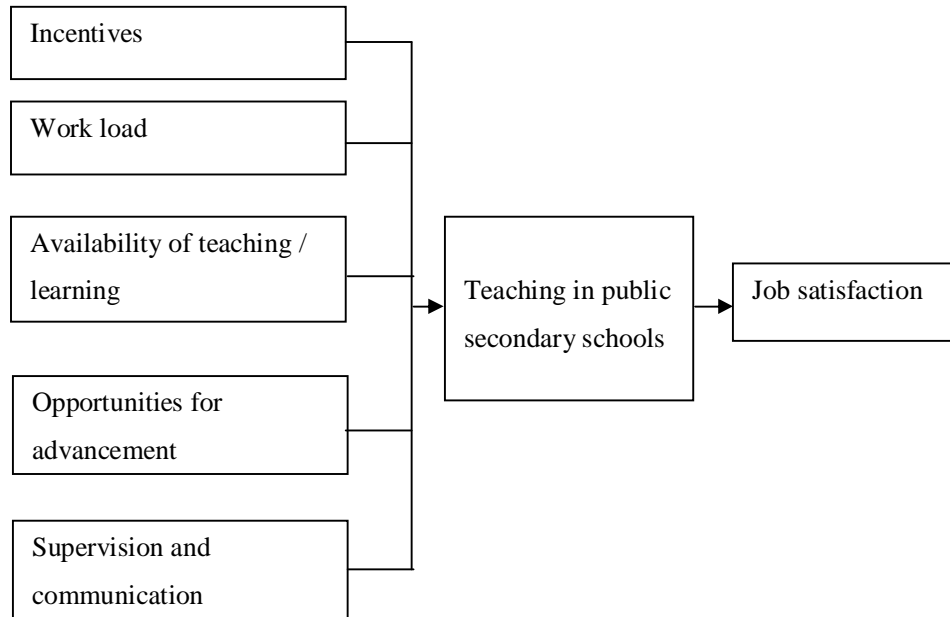 Incentives
Work load
Availability of teaching /
learning
Opportunities for
advancement
Supervision and
communication
Teaching in public
secondary schools
Job satisfaction